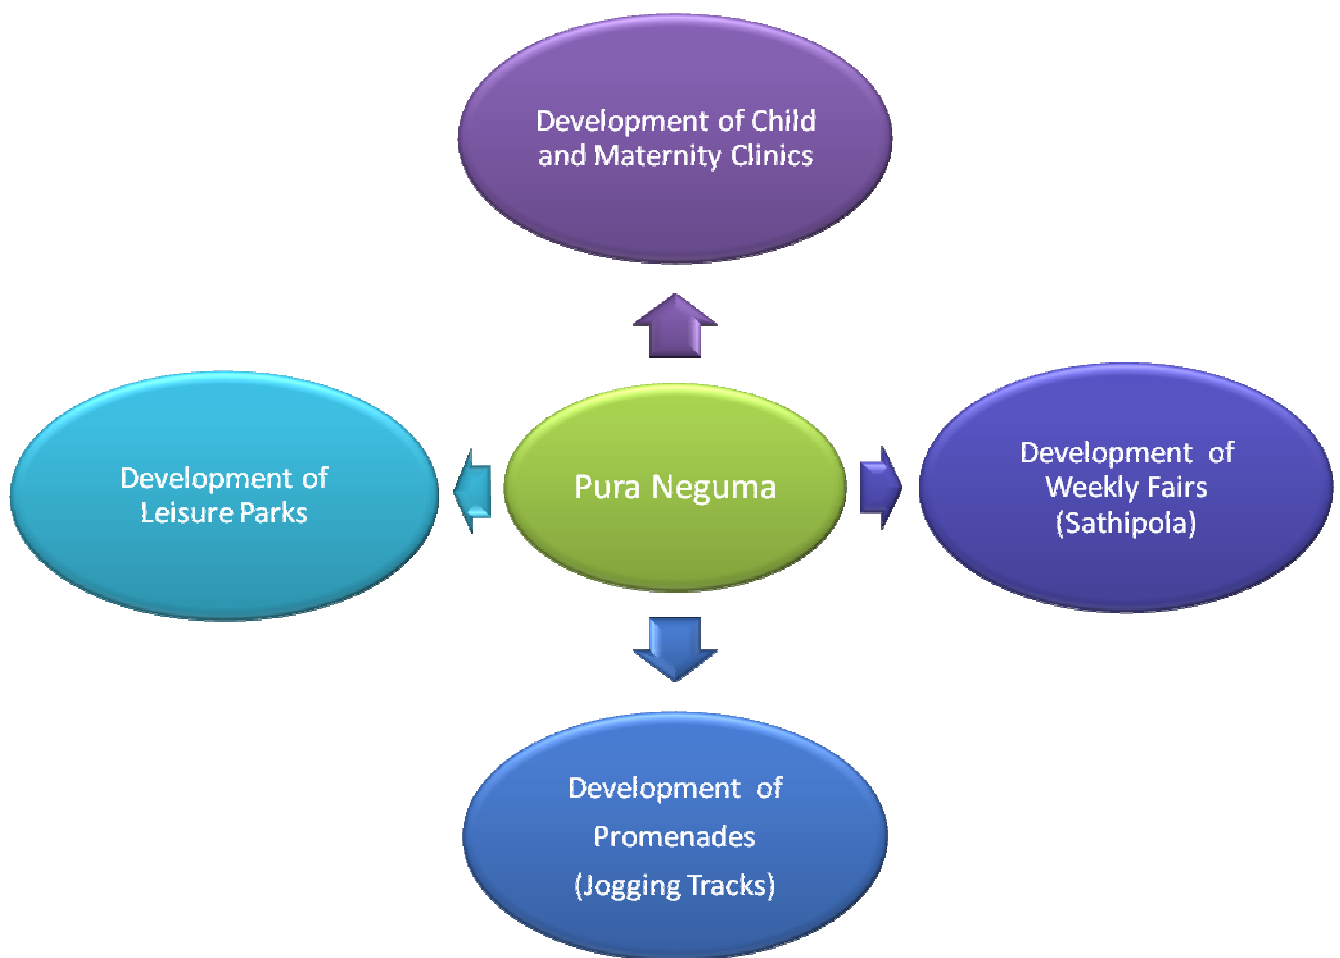 Development of Child
and Maternity Clinics
Development of
Leisure Parks
Pura Neguma
Development of
Weekly Fairs
(Sathipola)
Development of
Promenades
(Jogging Tracks)